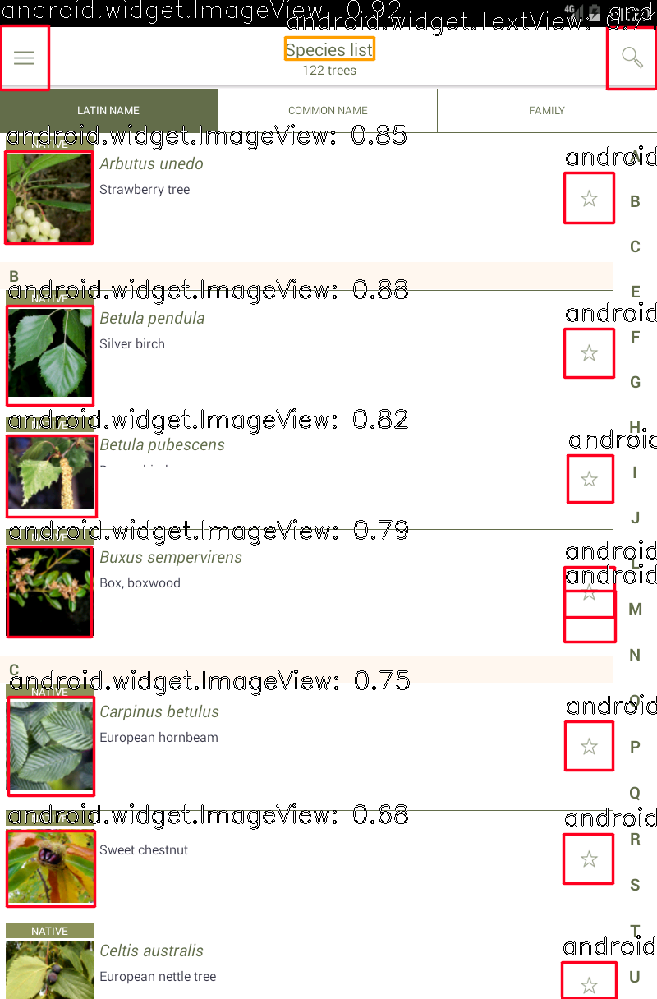 android.widget.ImageView: 0.92
android.widget.TextView: 0.71
4G
Species list
122 trees
LATIN NAME
COMMON NAME
FAMILY
android.widget.ImageView: 0.85
NATIVE
Arbutus unedo
android
A
Strawberry tree
B
C
B
E
android.widget.ImageView: 0.88
NATIVE
Betula pendula
android
Silver birch
F
G
android.widget.ImageView: 0.82
H
Betula pubescens
android
I
J
android.widget.ImageView: 0.79
NATIVE
Buxus sempervirens
android
L
android
Box, boxwood
M
N
C
android.widget.ImageView: 0.75
NATIVE
Carpinus betulus
android
O
European hornbeam
P
Q
android.widget.ImageView: 0.68
android
Sweet chestnut
R
S
NATIVE
T
Celtis australis
android
European nettle tree
U